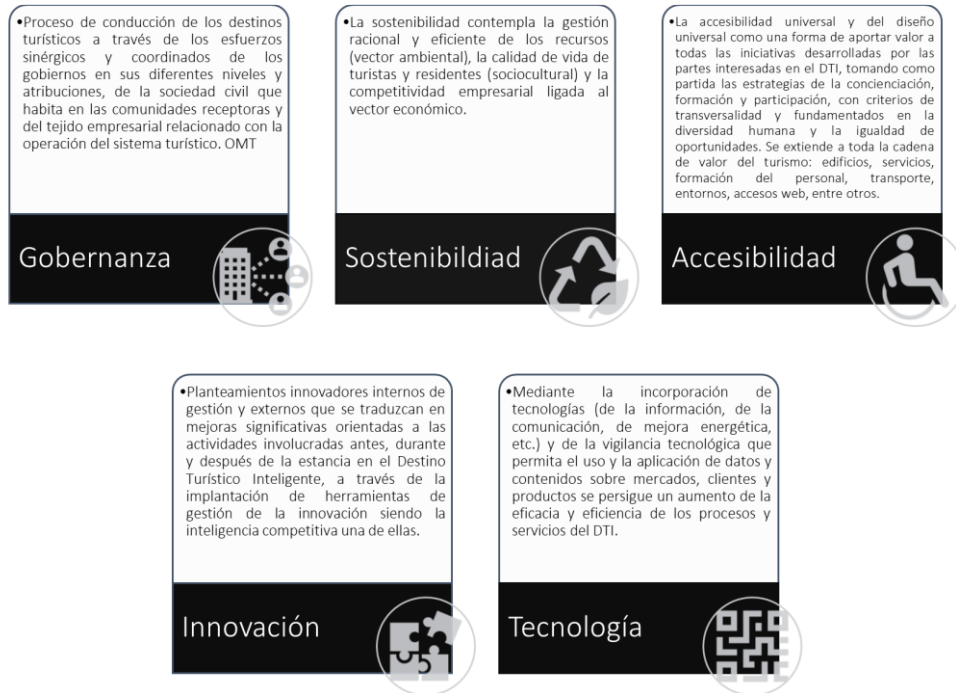 •Proceso de conducción de los destinos
turísticos a través de los esfuerzos
sinérgicos y coordinados de los
gobiernos en sus diferentes niveles y
atribuciones, de la sociedad civil que
habita en las comunidades receptoras y
del tejido empresarial relacionado con la
operación del sistema turístico. OMT
Gobernanza
•La sostenibilidad contempla la gestión
racional y eficiente de los recursos
(vector ambiental), la calidad de vida de
turistas y residentes (sociocultural) y la
competitividad empresarial ligada al
vector económico.
Sostenibildiad
•La accesibilidad universal y del diseño
universal como una forma de aportar valor a
todas las iniciativas desarrolladas por las
partes interesadas en el DTI, tomando como
partida las estrategias de la concienciación,
formación y participación, con criterios de
transversalidad y fundamentados en la
diversidad humana y la igualdad de
oportunidades. Se extiende a toda la cadena
de valor del turismo: edificios, servicios,
formación del personal, transporte,
entornos, accesos web, entre otros.
Accesibilidad
•Planteamientos innovadores internos de
gestión y externos que se traduzcan en
mejoras significativas orientadas a las
actividades involucradas antes, durante
y después de la estancia en el Destino
Turístico Inteligente, a través de la
implantación de herramientas de
gestión de la innovación siendo la
inteligencia competitiva una de ellas.
Innovación
•Mediante la incorporación de
tecnologías (de la información, de la
comunicación, de mejora energética,
etc.) y de la vigilancia tecnológica que
permita el uso y la aplicación de datos y
contenidos sobre mercados, clientes y
productos se persigue un aumento de la
eficacia y eficiencia de los procesos y
servicios del DTI.
Tecnología